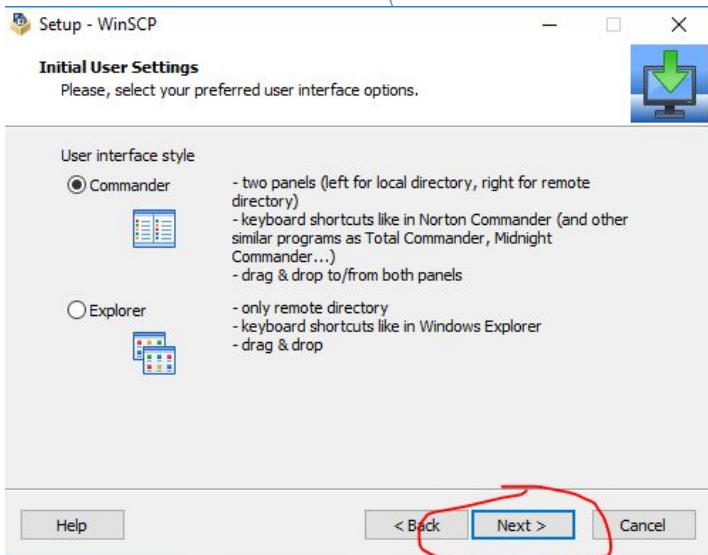 Setup - WinSCP
Initial User Settings
Please, select your preferred user interface options.
User interface style
Commander
- two panels (left for local directory, right for remote
directory)
- keyboard shortcuts like in Norton Commander (and other
similar programs as Total Commander, Midnight
Commander...)
- drag & drop to/from both panels
Explorer
- only remote directory
- keyboard shortcuts like in Windows Explorer
- drag & drop
Help
< Back
Next >
Cancel